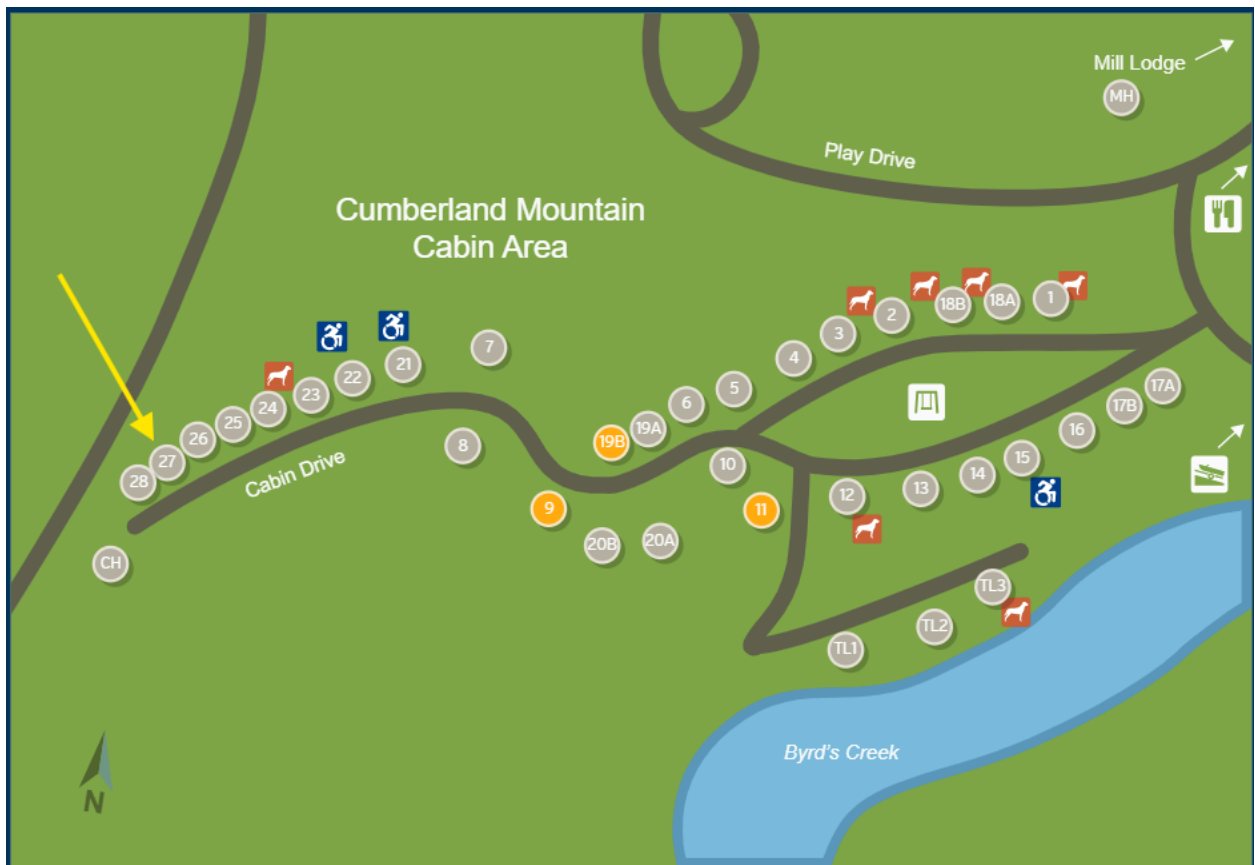 Mill Lodge
MH
Play Drive
Cumberland Mountain
Cabin Area
1
18A
18B
2
3
4
5
6
19A
19B
7
21
22
23
24
25
26
27
28
8
Cabin Drive
9
10
11
12
13
14
15
16
17B
17A
20B
20A
CH
TL3
TL2
TL1
Byrd's Creek
N